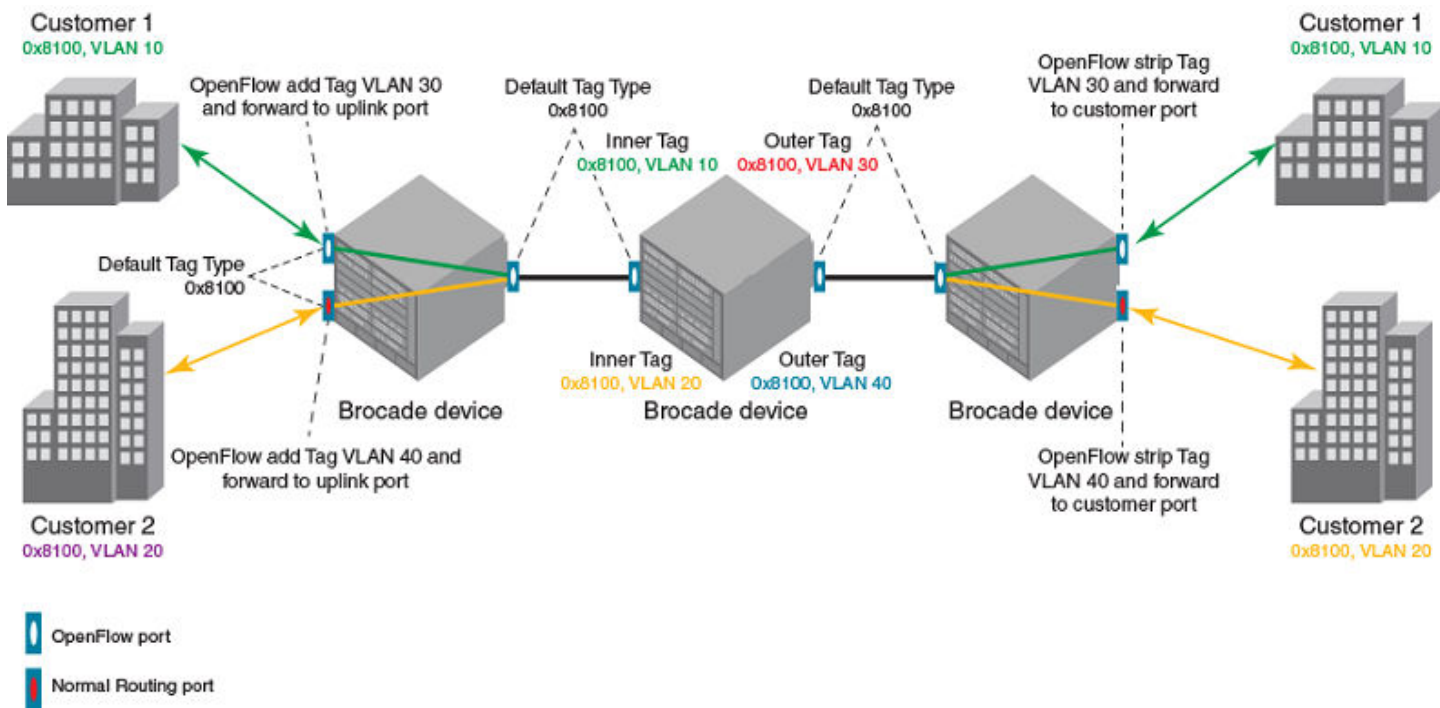 Customer 1
0x8100, VLAN 10
OpenFlow add Tag VLAN 30
and forward to uplink port
Default Tag Type
0x8100
Inner Tag
0x8100, VLAN 10
Default Tag Type
0x8100
Outer Tag
0x8100, VLAN 30
OpenFlow strip Tag
VLAN 30 and forward
to customer port
Customer 1
0x8100, VLAN 10
Default Tag Type
0x8100
Inner Tag
0x8100, VLAN 20
Outer Tag
0x8100, VLAN 40
Brocade device
Brocade device
Brocade device
OpenFlow add Tag VLAN 40 and
forward to uplink port
OpenFlow strip Tag
VLAN 40 and forward
to customer port
Customer 2
0x8100, VLAN 20
Customer 2
0x8100, VLAN 20
OpenFlow port
Normal Routing port